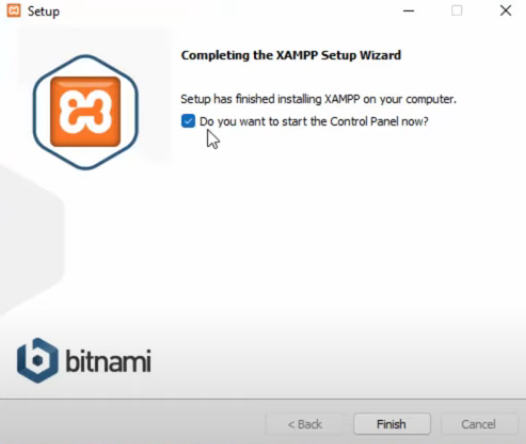 Setup
Completing the XAMPP Setup Wizard
Setup has finished installing XAMPP on your computer.
Do you want to start the Control Panel now?
bitnami
< Back
Finish
Cancel